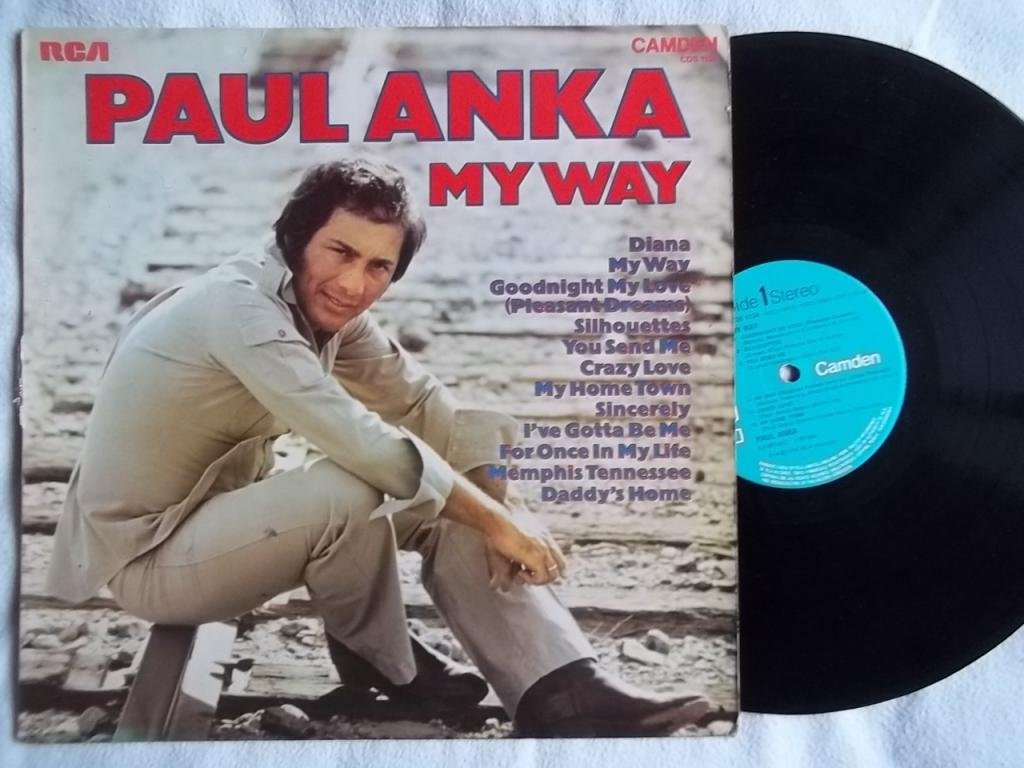 RCA
CAMDEN
PAUL ANKA
MY WAY
Diana
My Way
Goodnight My Love
(Pleasant Dreams)
Silhouettes
You Send Me
Crazy Love
My Home Town
Sincerely
I've Gotta Be Me
For Once In My Life
Memphis Tennessee
Daddy's Home
ide 1 Stereo
Camden
PAUL ANKA